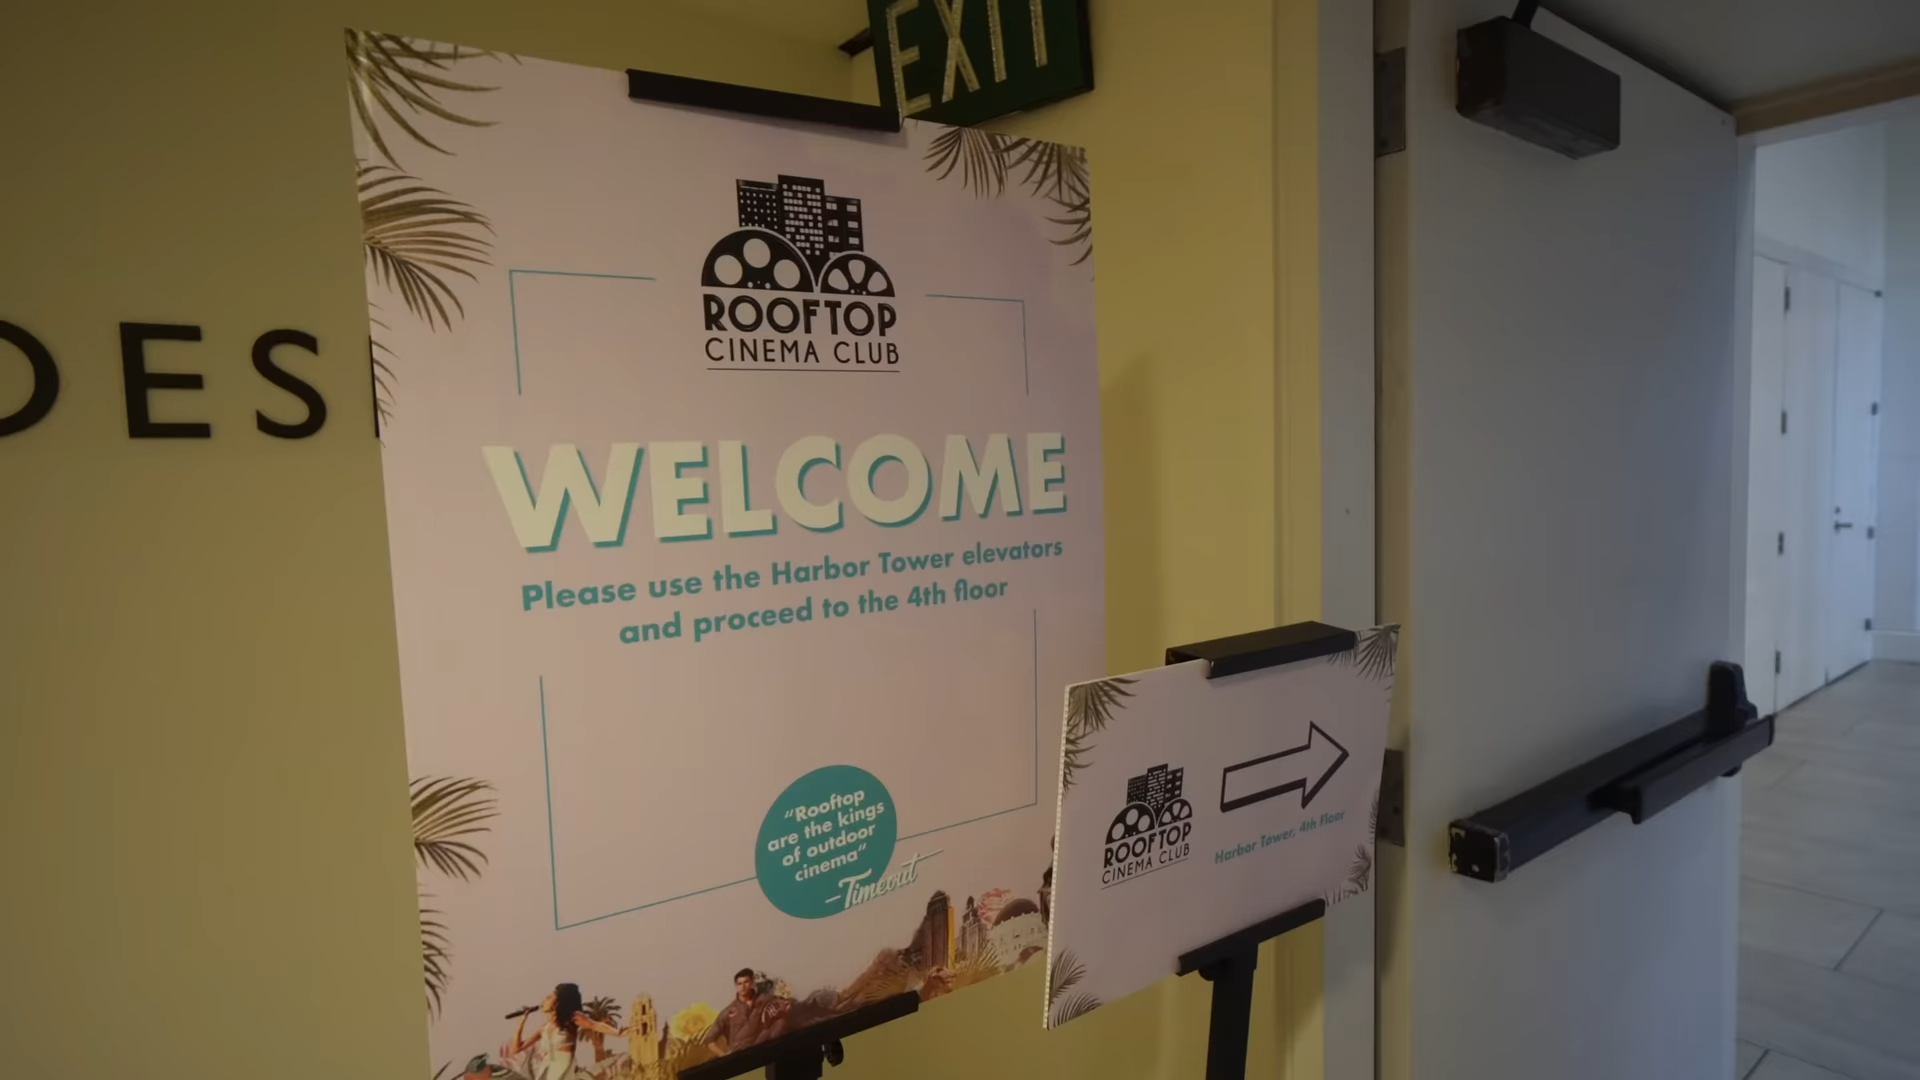 EXIT
DES
ROOFTOP
CINEMA CLUB
WELCOME
Please use the Harbor Tower elevators
and proceed to the 4th floor
"Rooftop
are the kings
of outdoor
cinema"
-Timeout
ROOFTOP
CINEMA CLUB
Harbor Tower, 4th Floor